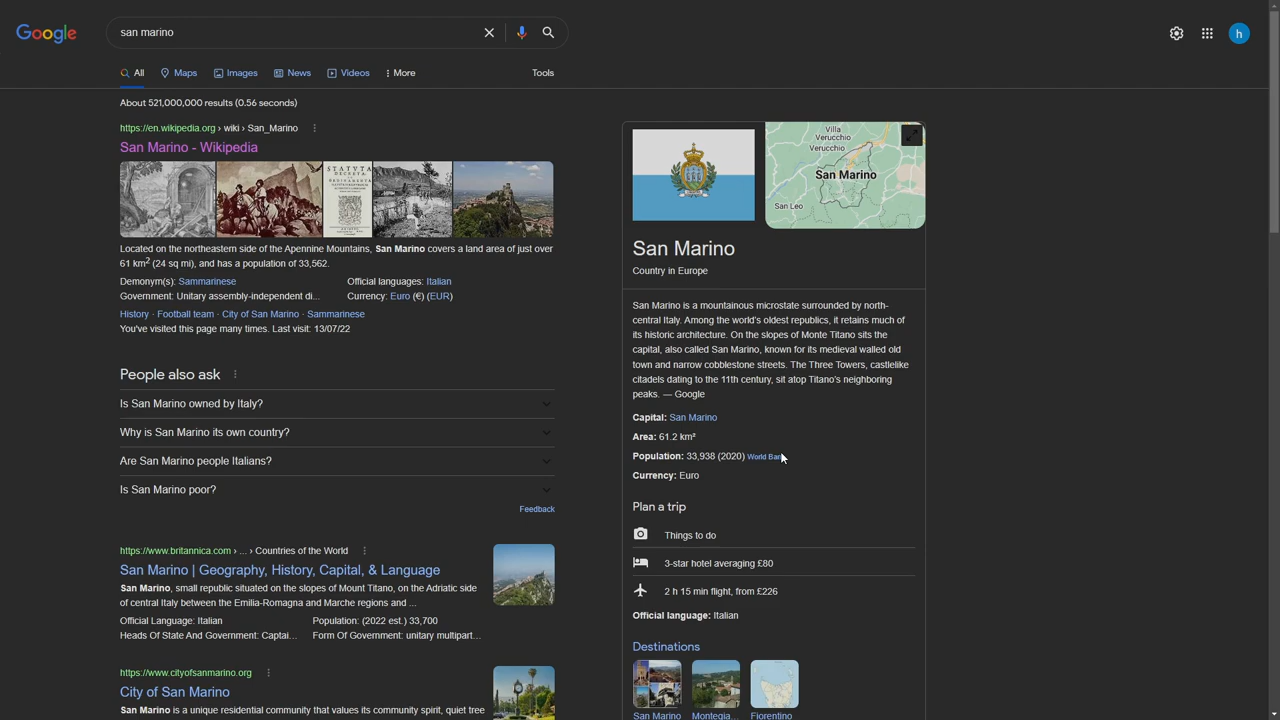 Google
san marino
h
All
Maps
Images
News
Videos
More
Tools
About 521,000,000 results (0.56 seconds)
https://en.wikipedia.org › wiki › San_Marino
San Marino - Wikipedia
STATVTA
Located on the northeastern side of the Apennine Mountains, San Marino covers a land area of just over
61 km² (24 sq mi), and has a population of 33,562.
Demonym(s): Sammarinese
Official languages: Italian
Government: Unitary assembly-independent di...
Currency: Euro (€) (EUR)
History · Football team · City of San Marino · Sammarinese
You've visited this page many times. Last visit: 13/07/22
People also ask
Is San Marino owned by Italy?
Why is San Marino its own country?
Are San Marino people Italians?
Is San Marino poor?
Feedback
https://www.britannica.com › ... › Countries of the World
San Marino | Geography, History, Capital, & Language
San Marino, small republic situated on the slopes of Mount Titano, on the Adriatic side
of central Italy between the Emilia-Romagna and Marche regions and ...
Official Language: Italian
Population: (2022 est.) 33,700
Heads Of State And Government: Captai...
Form Of Government: unitary multipart...
https://www.cityofsanmarino.org
City of San Marino
San Marino is a unique residential community that values its community spirit, quiet tree
Villa
Verucchio
Verucchio
San Marino
San Leo
San Marino
Country in Europe
San Marino is a mountainous microstate surrounded by north-
central Italy. Among the world's oldest republics, it retains much of
its historic architecture. On the slopes of Monte Titano sits the
capital, also called San Marino, known for its medieval walled old
town and narrow cobblestone streets. The Three Towers, castlelike
citadels dating to the 11th century, sit atop Titano's neighboring
peaks. — Google
Capital: San Marino
Area: 61.2 km²
Population: 33,938 (2020) World Bank
Currency: Euro
Plan a trip
Things to do
3-star hotel averaging £80
2 h 15 min flight, from £226
Official language: Italian
Destinations
San Marino
Montegia...
Fiorentino